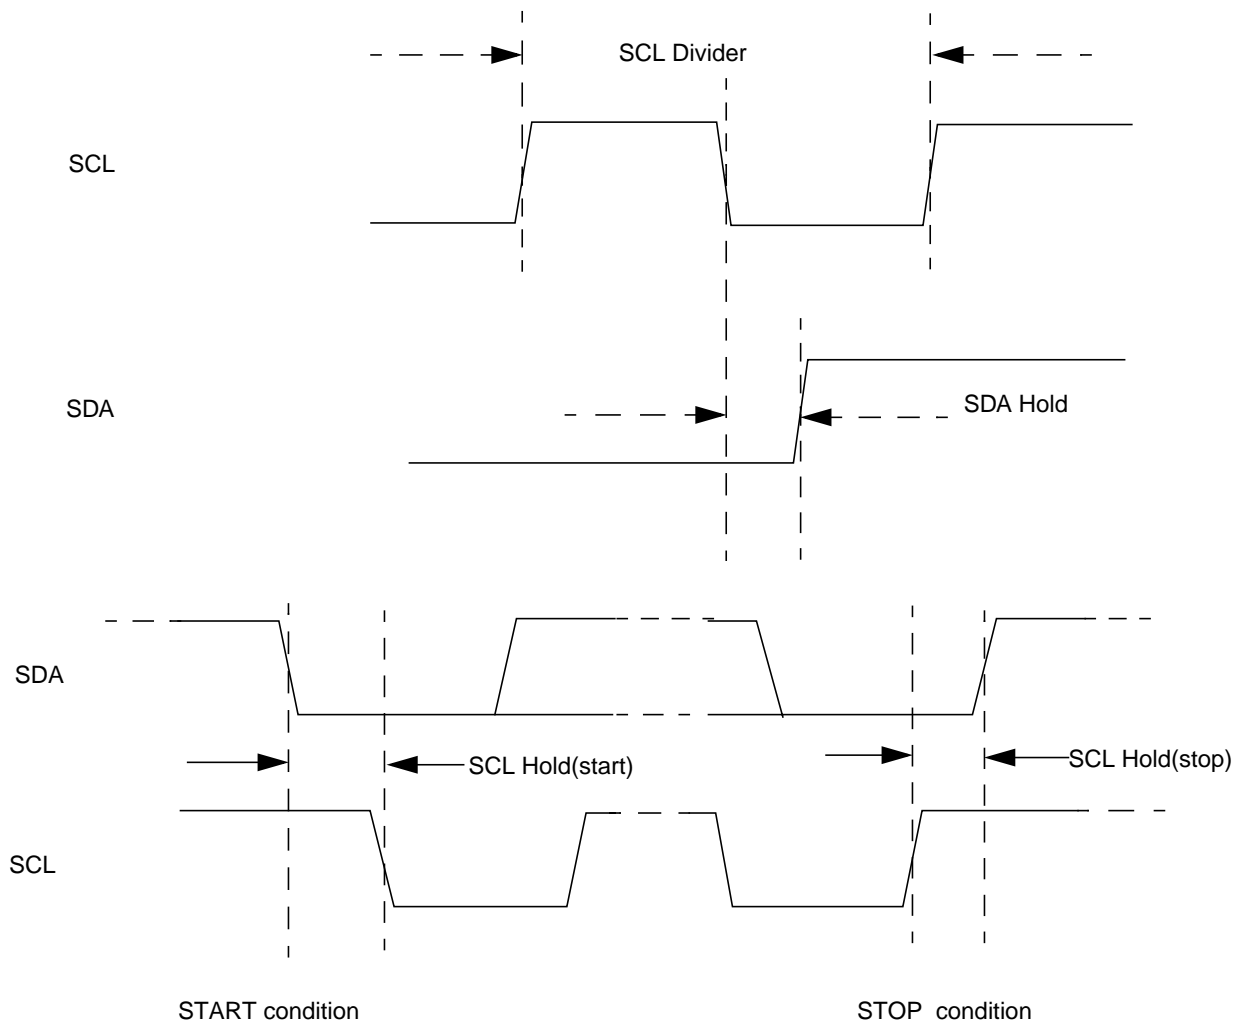 SCL Divider
SCL
SDA
SDA Hold
SDA
SCL Hold(start)
SCL Hold(stop)
SCL
START condition
STOP condition